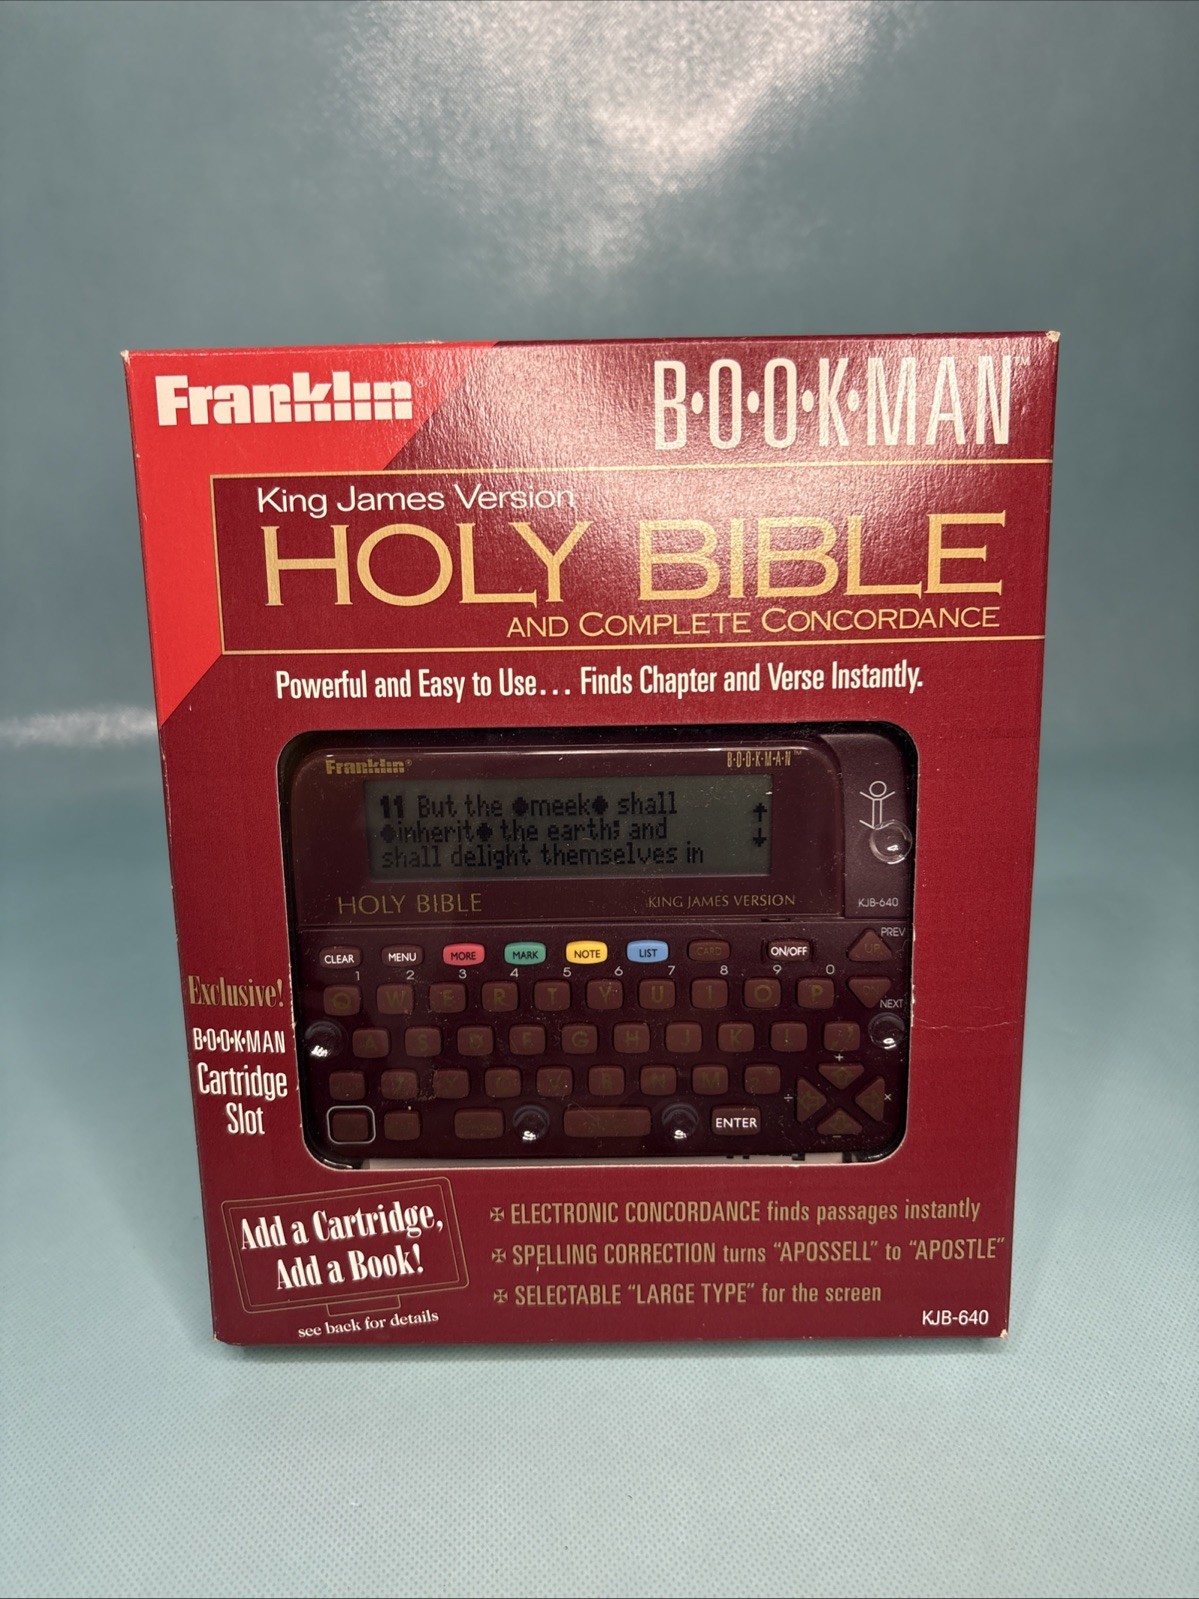 Franklin®
B·O·O·K·MAN™
King James Version
HOLY BIBLE
AND COMPLETE CONCORDANCE
Powerful and Easy to Use... Finds Chapter and Verse Instantly.
Franklin®
B·O·O·K·M·A·N™
11 But the ●meek● shall
●inherit● the earth; and
shall delight themselves in
HOLY BIBLE
KING JAMES VERSION
KJB-640
CLEAR MENU MORE MARK NOTE LIST CARD ON/OFF
UP PREV
1 2 3 4 5 6 7 8 9 0
Q W E R T Y U I O P
NEXT
A S D F G H J K L
+
÷ ×
ENTER
−
Exclusive!
B·O·O·K·MAN
Cartridge
Slot
Add a Cartridge,
Add a Book!
see back for details
✠ ELECTRONIC CONCORDANCE finds passages instantly
✠ SPELLING CORRECTION turns "APOSSELL" to "APOSTLE"
✠ SELECTABLE "LARGE TYPE" for the screen
KJB-640